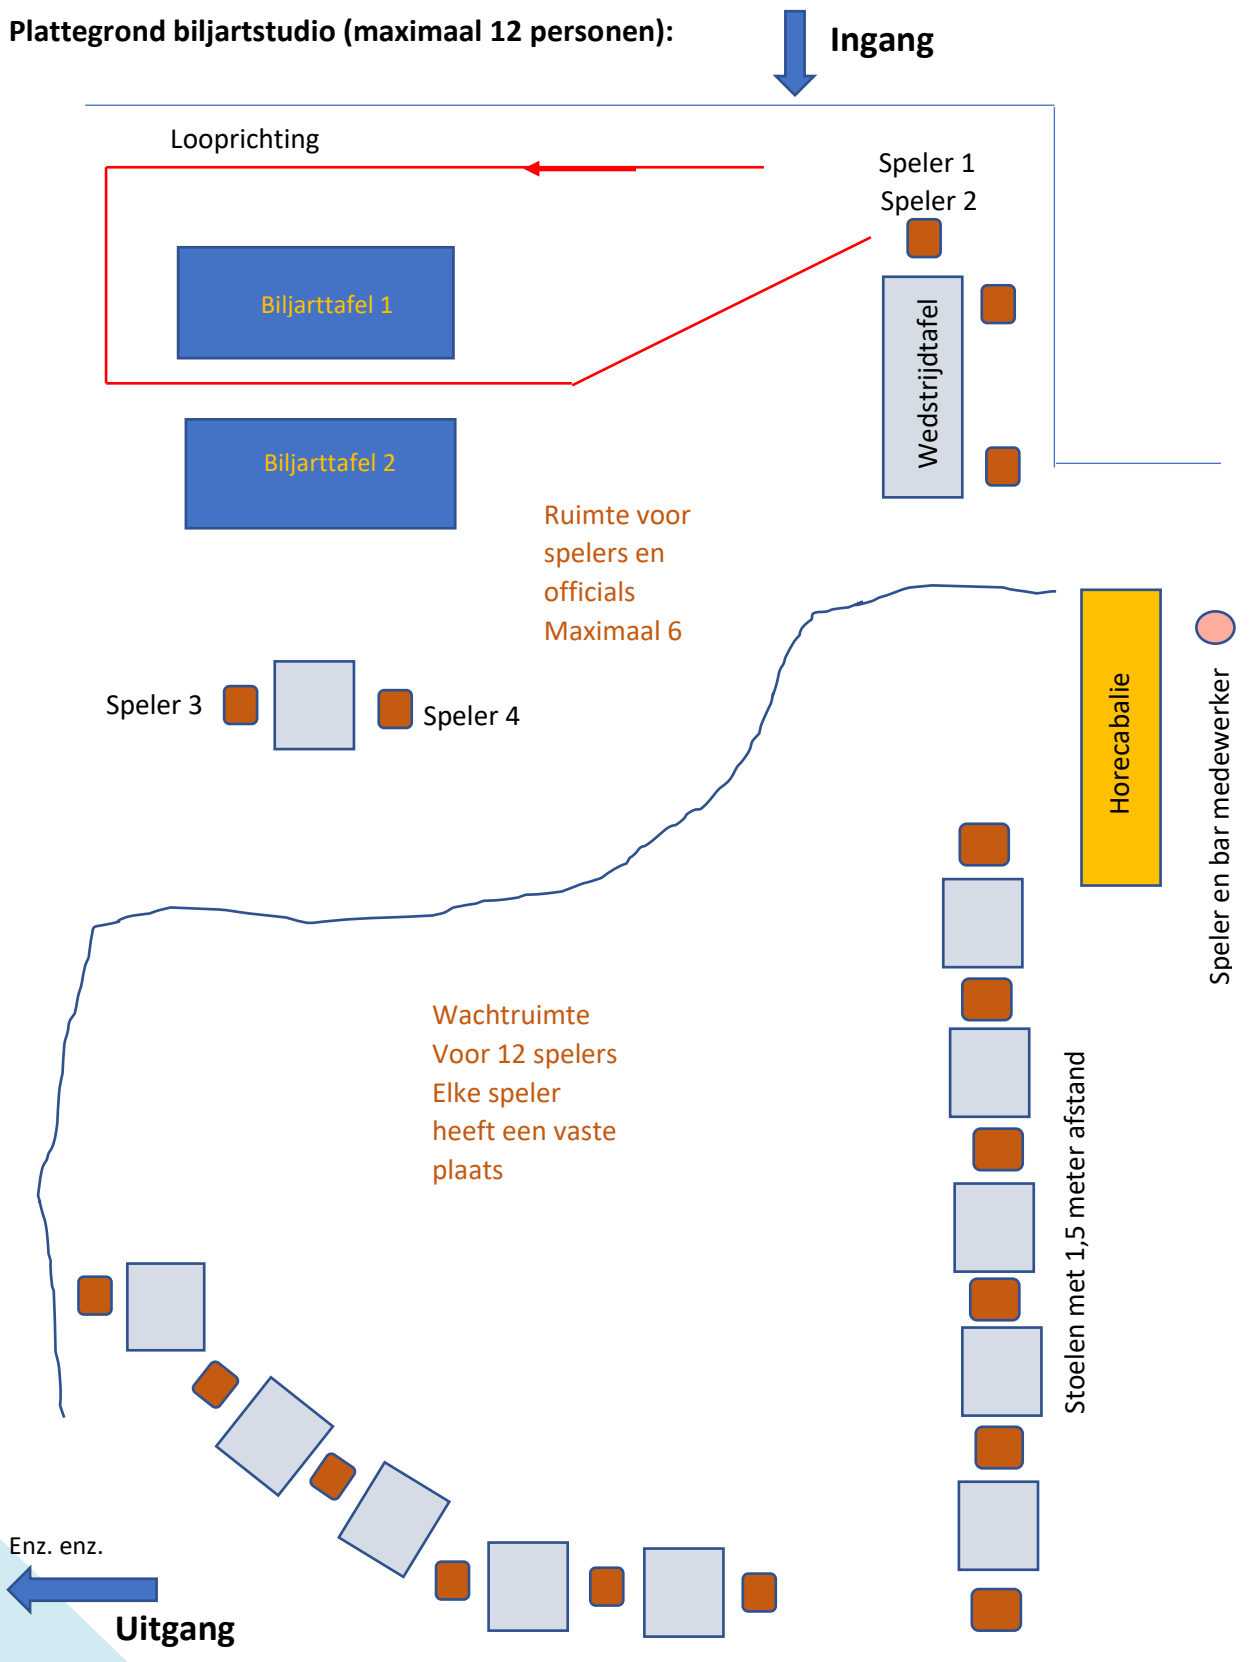 Plattegrond biljartstudio (maximaal 12 personen):
Ingang
Looprichting
Speler 1
Speler 2
Biljarttafel 1
Wedstrijdtafel
Biljarttafel 2
Ruimte voor
spelers en
officials
Maximaal 6
Speler 3
Speler 4
Horecabalie
Speler en bar medewerker
Wachtruimte
Voor 12 spelers
Elke speler
heeft een vaste
plaats
Stoelen met 1,5 meter afstand
Enz. enz.
Uitgang